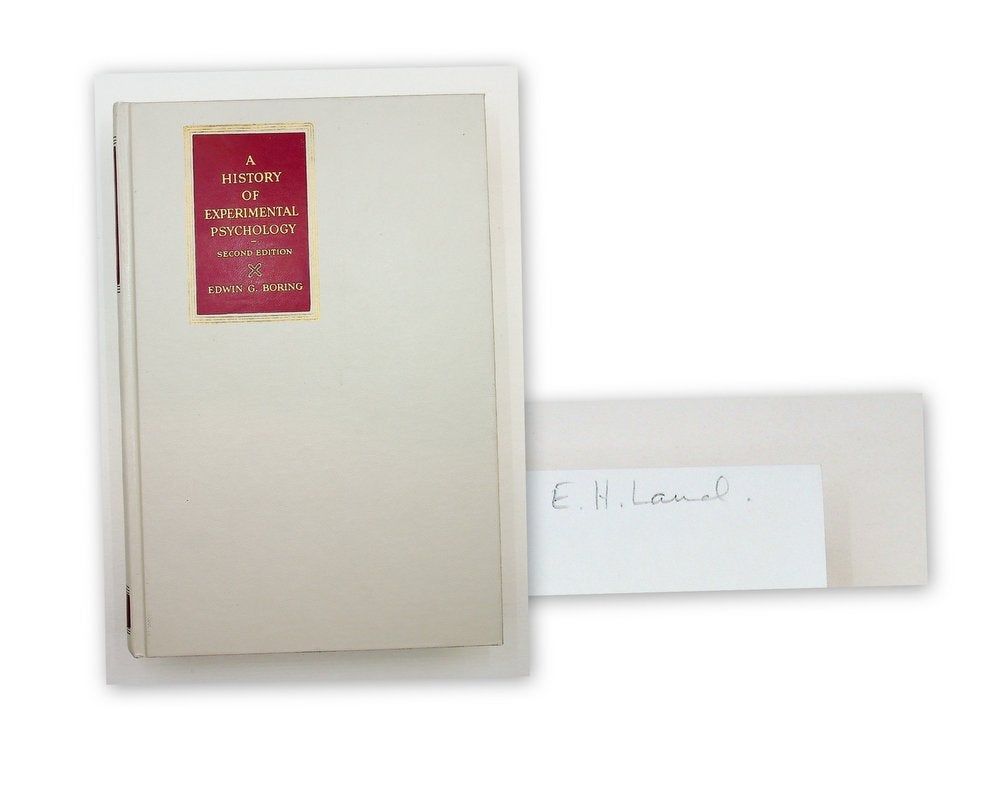 A
HISTORY
OF
EXPERIMENTAL
PSYCHOLOGY
SECOND EDITION
EDWIN G. BORING
E. H. Land.